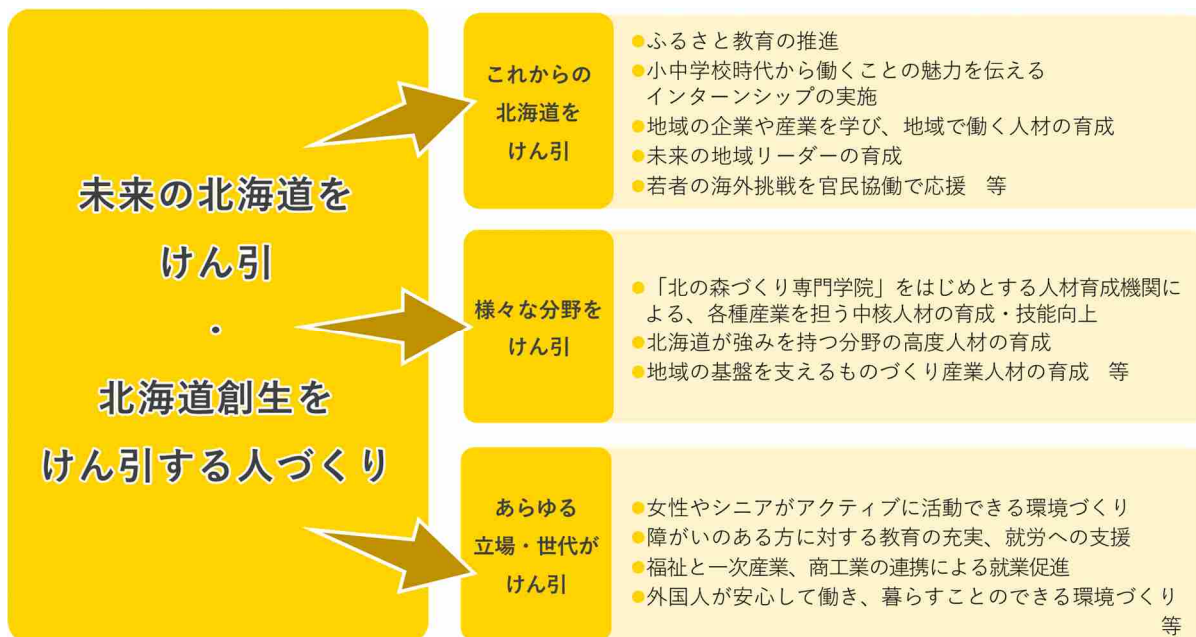 未来の北海道を
けん引
・
北海道創生を
けん引する人づくり
これからの
北海道を
けん引
●ふるさと教育の推進
●小中学校時代から働くことの魅力を伝える
インターンシップの実施
●地域の企業や産業を学び、地域で働く人材の育成
●未来の地域リーダーの育成
●若者の海外挑戦を官民協働で応援　等
様々な分野を
けん引
●「北の森づくり専門学院」をはじめとする人材育成機関に
よる、各種産業を担う中核人材の育成・技能向上
●北海道が強みを持つ分野の高度人材の育成
●地域の基盤を支えるものづくり産業人材の育成　等
あらゆる
立場・世代が
けん引
●女性やシニアがアクティブに活動できる環境づくり
●障がいのある方に対する教育の充実、就労への支援
●福祉と一次産業、商工業の連携による就業促進
●外国人が安心して働き、暮らすことのできる環境づくり
等